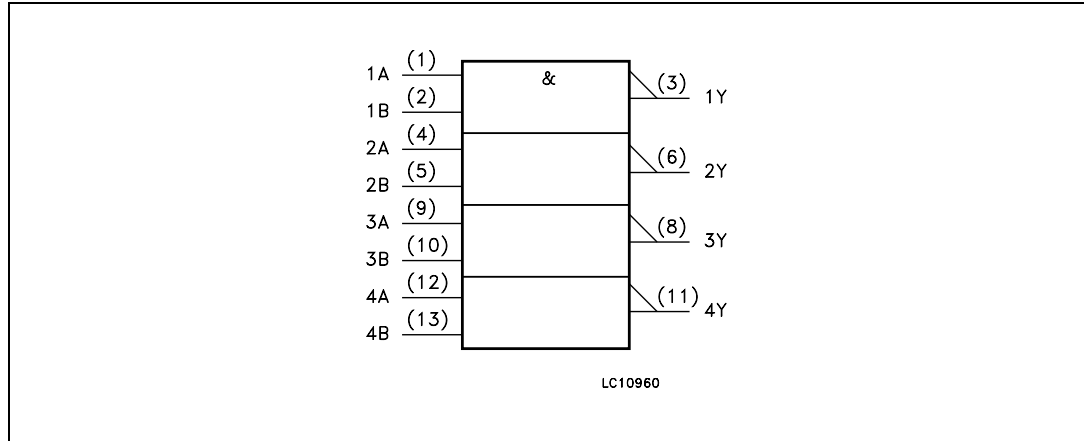 1A (1)
1B (2)
2A (4)
2B (5)
3A (9)
3B (10)
4A (12)
4B (13)
&
(3) 1Y
(6) 2Y
(8) 3Y
(11) 4Y
LC10960